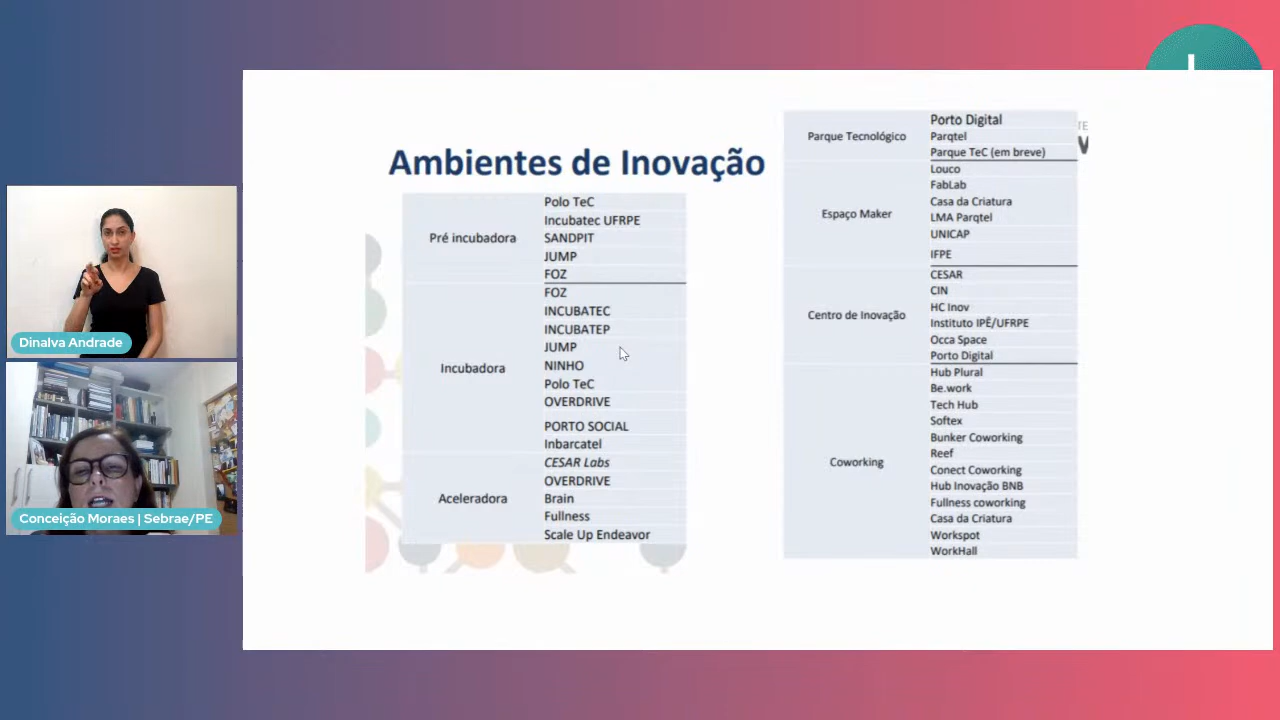 Ambientes de Inovação
Pré incubadora
Polo TeC
Incubatec UFRPE
SANDPIT
JUMP
FOZ
Incubadora
FOZ
INCUBATEC
INCUBATEP
JUMP
NINHO
Polo TeC
OVERDRIVE
PORTO SOCIAL
Inbarcatel
Aceleradora
CESAR Labs
OVERDRIVE
Brain
Fullness
Scale Up Endeavor
Parque Tecnológico
Porto Digital
Parqtel
Parque TeC (em breve)
Espaço Maker
Louco
FabLab
Casa da Criatura
LMA Parqtel
UNICAP
IFPE
Centro de Inovação
CESAR
CIN
HC Inov
Instituto IPÊ/UFRPE
Occa Space
Porto Digital
Coworking
Hub Plural
Be.work
Tech Hub
Softex
Bunker Coworking
Reef
Conect Coworking
Hub Inovação BNB
Fullness coworking
Casa da Criatura
Workspot
WorkHall
Dinalva Andrade
Conceição Moraes | Sebrae/PE